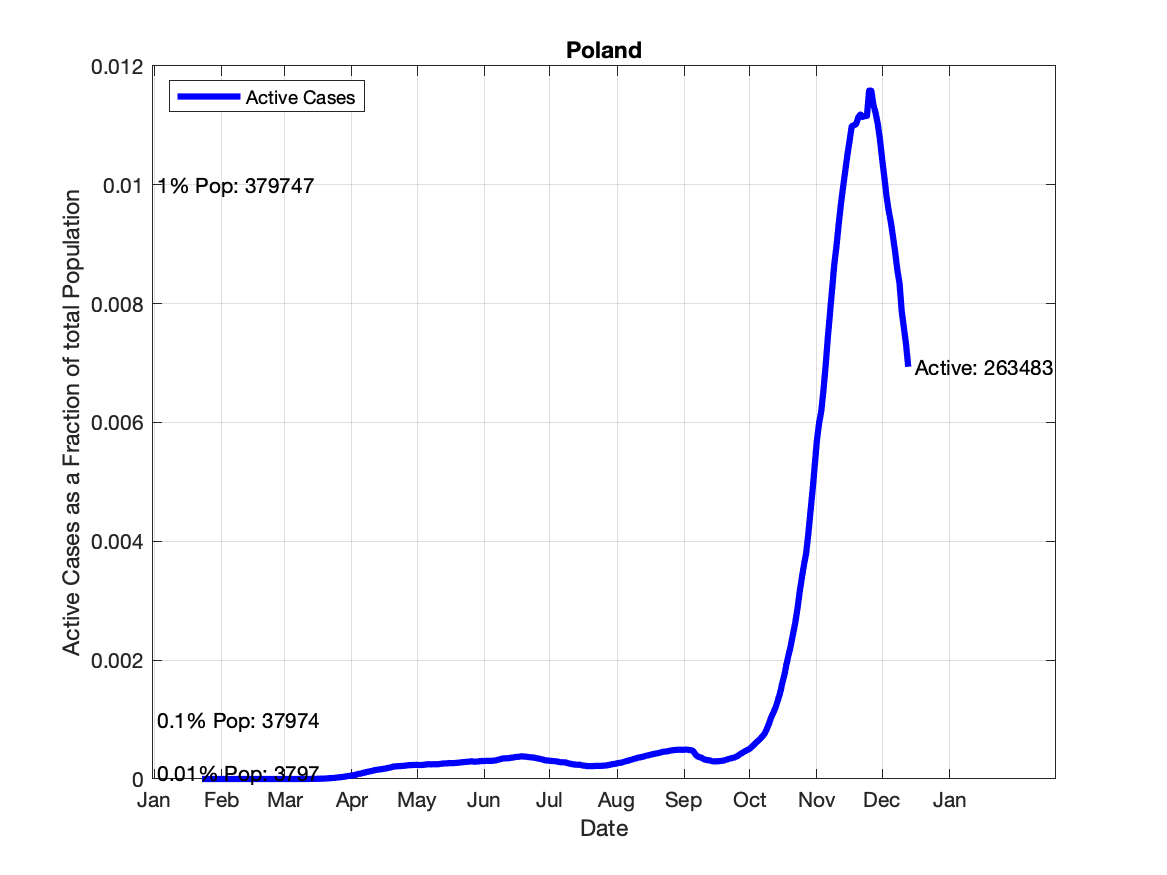 Poland
0.012
Active Cases
0.01
1% Pop: 379747
0.008
Active: 263483
0.006
0.004
0.002
0.1% Pop: 37974
0.01% Pop: 3797
0
Jan Feb Mar Apr May Jun Jul Aug Sep Oct Nov Dec Jan
Date
Active Cases as a Fraction of total Population